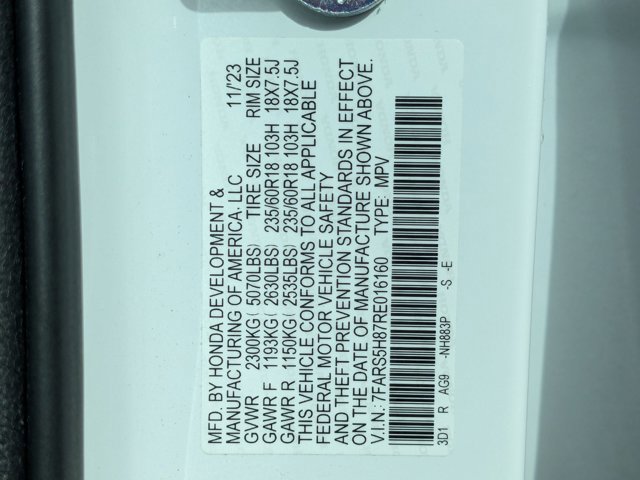 MFD. BY HONDA DEVELOPMENT &
MANUFACTURING OF AMERICA, LLC 11/23
GVWR 2300KG( 5070LBS) TIRE SIZE RIM SIZE
GAWR F 1193KG( 2630LBS) 235/60R18 103H 18X7.5J
GAWR R 1150KG( 2535LBS) 235/60R18 103H 18X7.5J
THIS VEHICLE CONFORMS TO ALL APPLICABLE
FEDERAL MOTOR VEHICLE SAFETY
AND THEFT PREVENTION STANDARDS IN EFFECT
ON THE DATE OF MANUFACTURE SHOWN ABOVE.
V.I.N.: 7FARS5H87RE016160 TYPE: MPV
3D1 R AG9 -NH883P -S -E